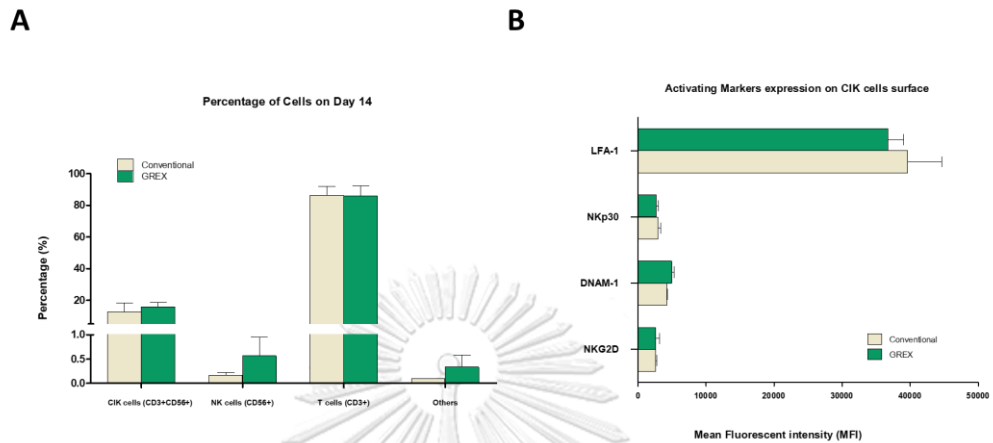 A
B
Percentage of Cells on Day 14
Conventional
GREX
Percentage (%)
100
80
60
40
20
1.0
0.5
0.0
CIK cells (CD3+CD56+)
NK cells (CD56+)
T cells (CD3+)
Others
Activating Markers expression on CIK cells surface
LFA-1
NKp30
DNAM-1
NKG2D
Conventional
GREX
0
10000
20000
30000
40000
50000
Mean Fluorescent intensity (MFI)